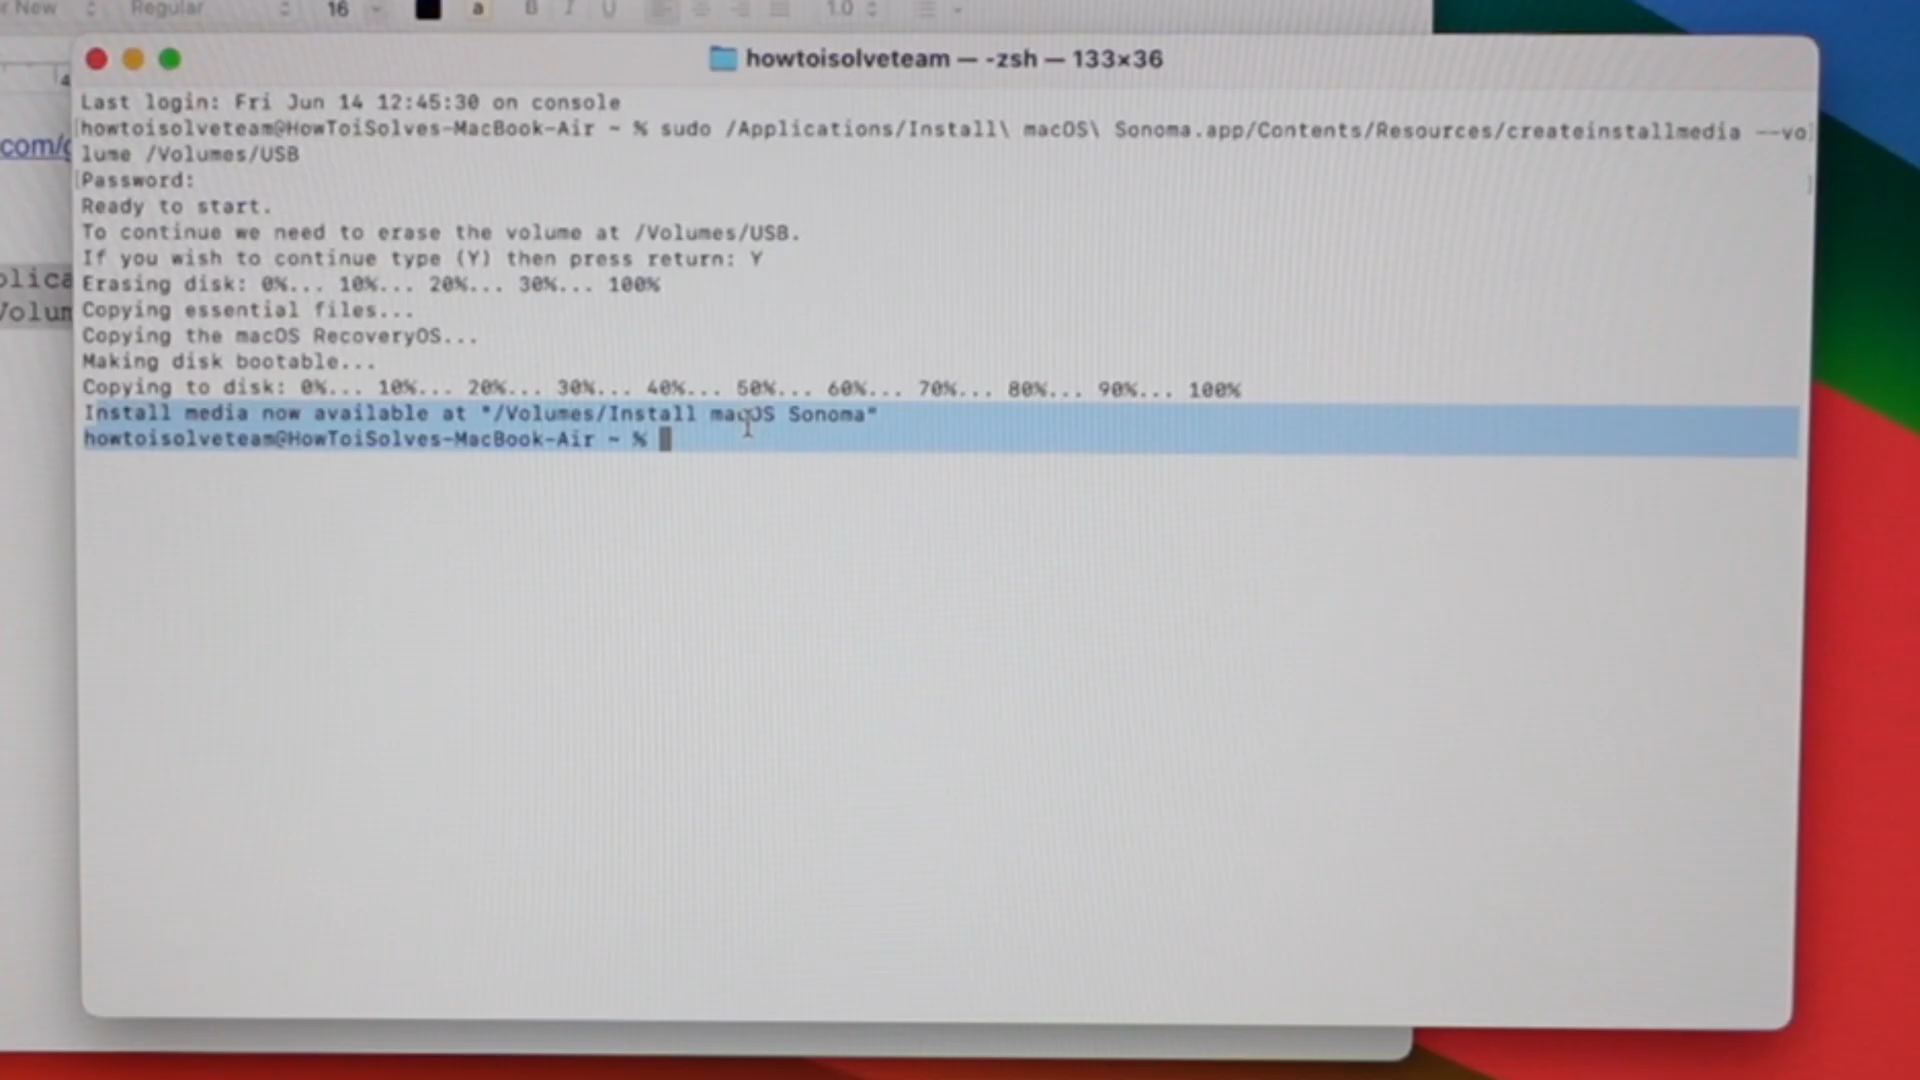 New Regular 16 a B I U 1.0
howtoisolveteam — -zsh — 133×36
Last login: Fri Jun 14 12:45:30 on console
howtoisolveteam@HowToiSolves-MacBook-Air ~ % sudo /Applications/Install\ macOS\ Sonoma.app/Contents/Resources/createinstallmedia --vo
lume /Volumes/USB
Password:
Ready to start.
To continue we need to erase the volume at /Volumes/USB.
If you wish to continue type (Y) then press return: Y
Erasing disk: 0%... 10%... 20%... 30%... 100%
Copying essential files...
Copying the macOS RecoveryOS...
Making disk bootable...
Copying to disk: 0%... 10%... 20%... 30%... 40%... 50%... 60%... 70%... 80%... 90%... 100%
Install media now available at "/Volumes/Install macOS Sonoma"
howtoisolveteam@HowToiSolves-MacBook-Air ~ %